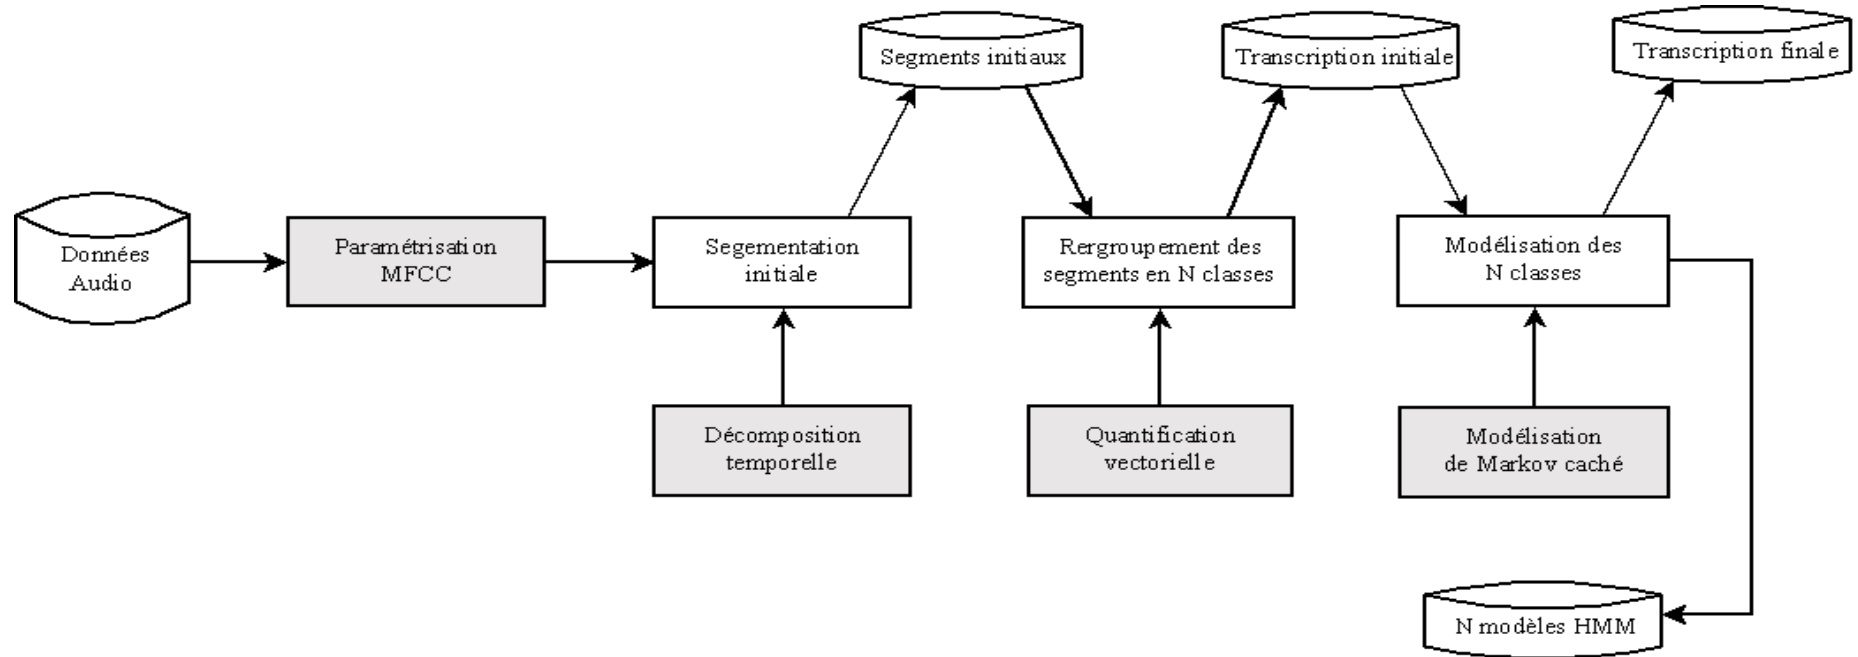 Segments initiaux
Transcription initiale
Transcription finale
Données
Audio
Paramétrisation
MFCC
Segementation
initiale
Rergroupement des
segments en N classes
Modélisation des
N classes
Décomposition
temporelle
Quantification
vectorielle
Modélisation
de Markov caché
N modèles HMM